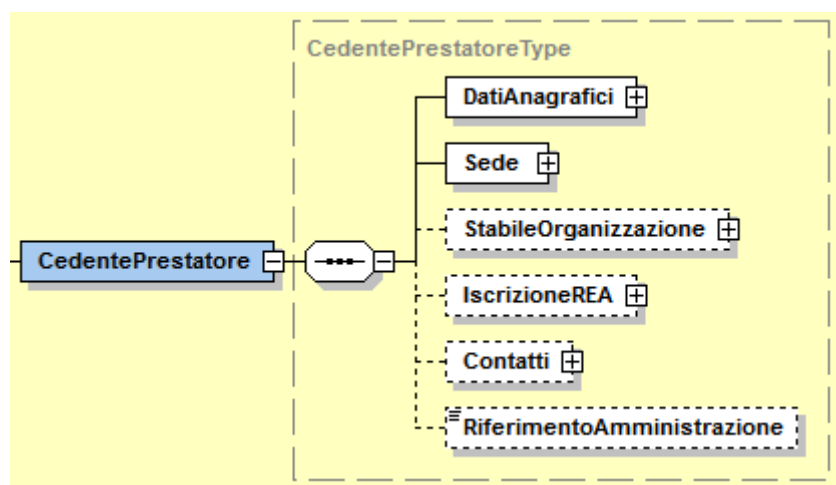 CedentePrestatoreType
DatiAnagrafici
Sede
StabileOrganizzazione
CedentePrestatore
IscrizioneREA
Contatti
RiferimentoAmministrazione